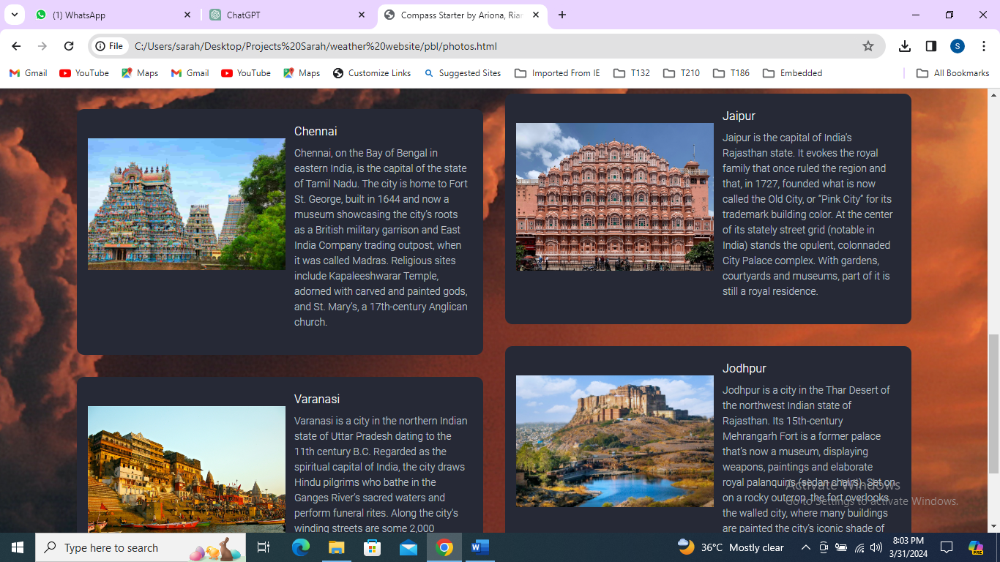 (1) WhatsApp
ChatGPT
Compass Starter by Ariona, Rian
File
C:/Users/sarah/Desktop/Projects%20Sarah/weather%20website/pbl/photos.html
S
Gmail
YouTube
Maps
Gmail
YouTube
Maps
Customize Links
Suggested Sites
Imported From IE
T132
T210
T186
Embedded
All Bookmarks
Chennai
Chennai, on the Bay of Bengal in
eastern India, is the capital of the state
of Tamil Nadu. The city is home to Fort
St. George, built in 1644 and now a
museum showcasing the city's roots
as a British military garrison and East
India Company trading outpost, when
it was called Madras. Religious sites
include Kapaleeshwarar Temple,
adorned with carved and painted gods,
and St. Mary's, a 17th-century Anglican
church.
Varanasi
Varanasi is a city in the northern Indian
state of Uttar Pradesh dating to the
11th century B.C. Regarded as the
spiritual capital of India, the city draws
Hindu pilgrims who bathe in the
Ganges River's sacred waters and
perform funeral rites. Along the city's
winding streets are some 2,000
Jaipur
Jaipur is the capital of India's
Rajasthan state. It evokes the royal
family that once ruled the region and
that, in 1727, founded what is now
called the Old City, or “Pink City” for its
trademark building color. At the center
of its stately street grid (notable in
India) stands the opulent, colonnaded
City Palace complex. With gardens,
courtyards and museums, part of it is
still a royal residence.
Jodhpur
Jodhpur is a city in the Thar Desert of
the northwest Indian state of
Rajasthan. Its 15th-century
Mehrangarh Fort is a former palace
that's now a museum, displaying
weapons, paintings and elaborate
royal palanquins (sedan chairs). Set on
on a rocky outcrop, the fort overlooks
the walled city, where many buildings
are painted the city's iconic shade of
Activate Windows
Go to Settings to activate Windows.
Type here to search
36°C Mostly clear
8:03 PM
3/31/2024
PRE